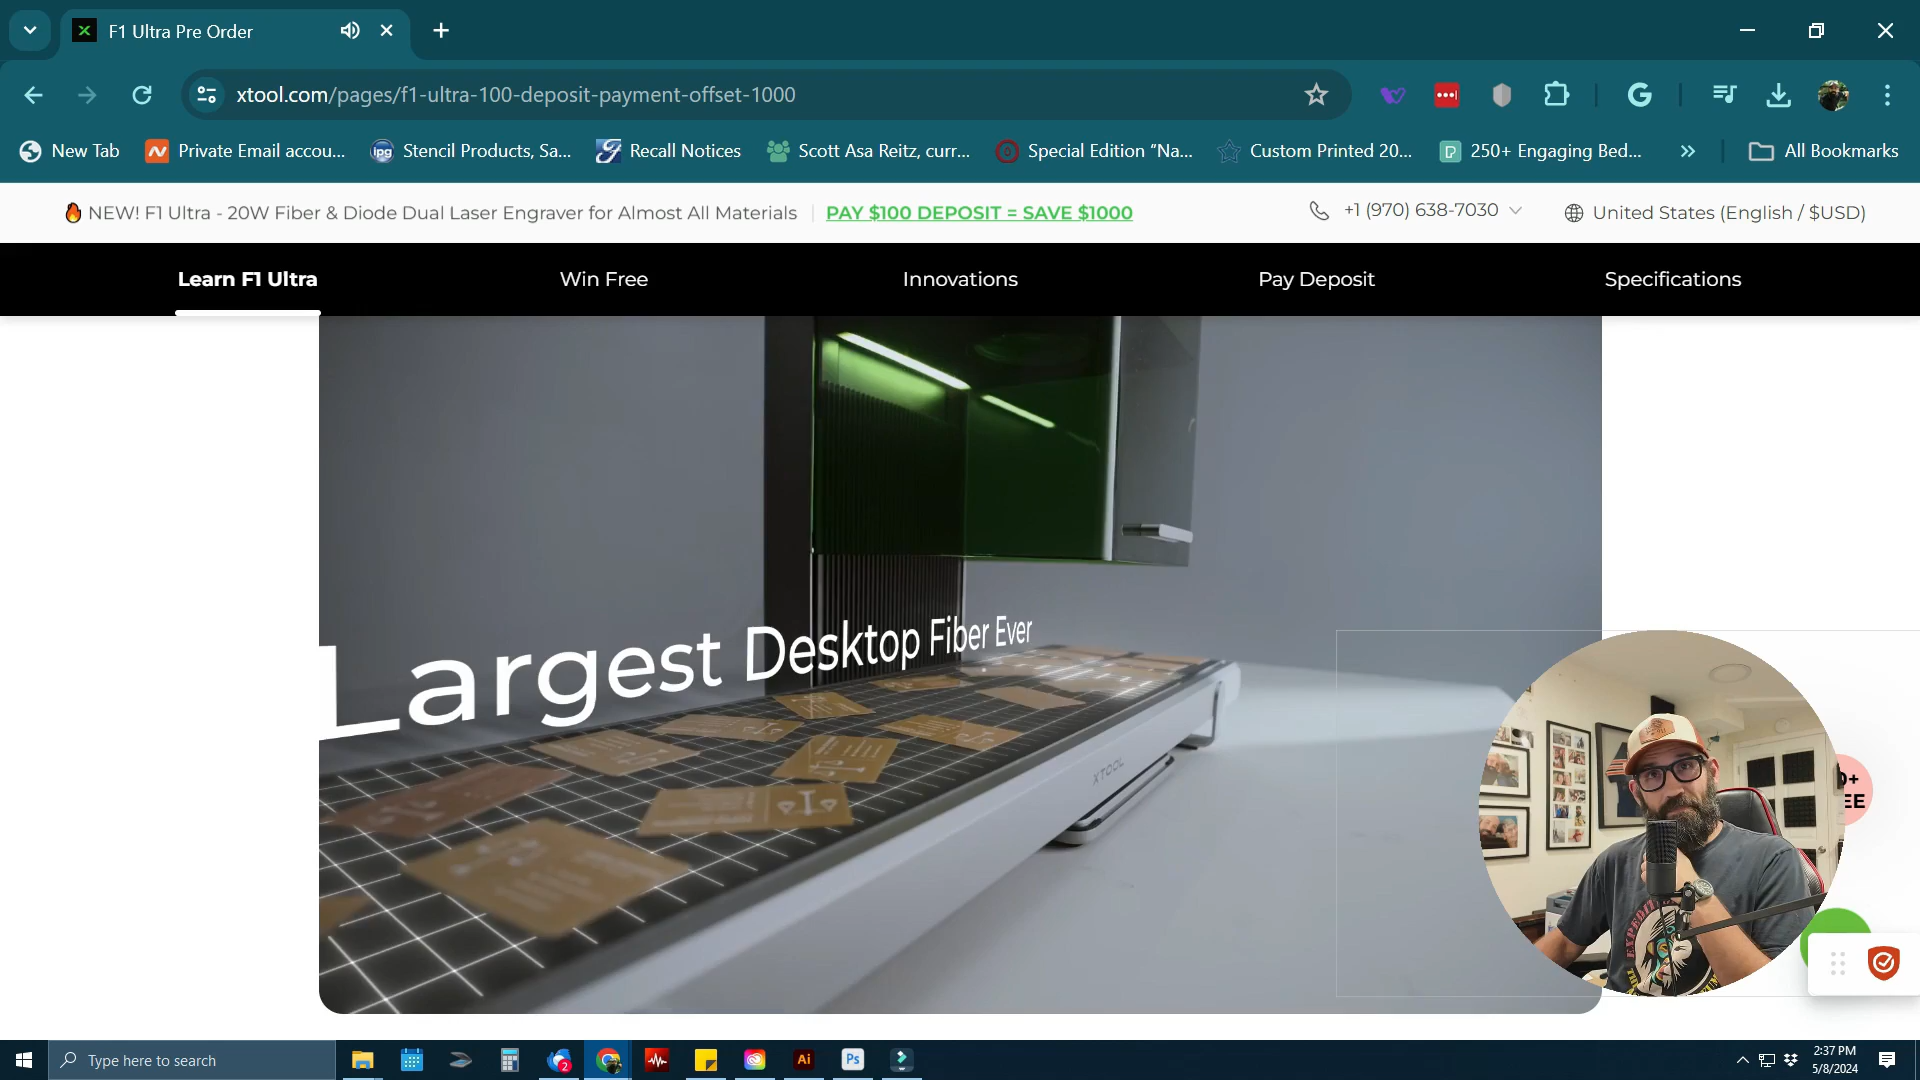 F1 Ultra Pre Order
xtool.com/pages/f1-ultra-100-deposit-payment-offset-1000
New Tab
Private Email accou...
Stencil Products, Sa...
Recall Notices
Scott Asa Reitz, curr...
Special Edition “Na...
Custom Printed 20...
250+ Engaging Bed...
All Bookmarks
NEW! F1 Ultra - 20W Fiber & Diode Dual Laser Engraver for Almost All Materials
PAY $100 DEPOSIT = SAVE $1000
+1 (970) 638-7030
United States (English / $USD)
Learn F1 Ultra
Win Free
Innovations
Pay Deposit
Specifications
Largest Desktop Fiber Ever
XTOOL
Type here to search
2
Ai
Ps
2:37 PM
5/8/2024